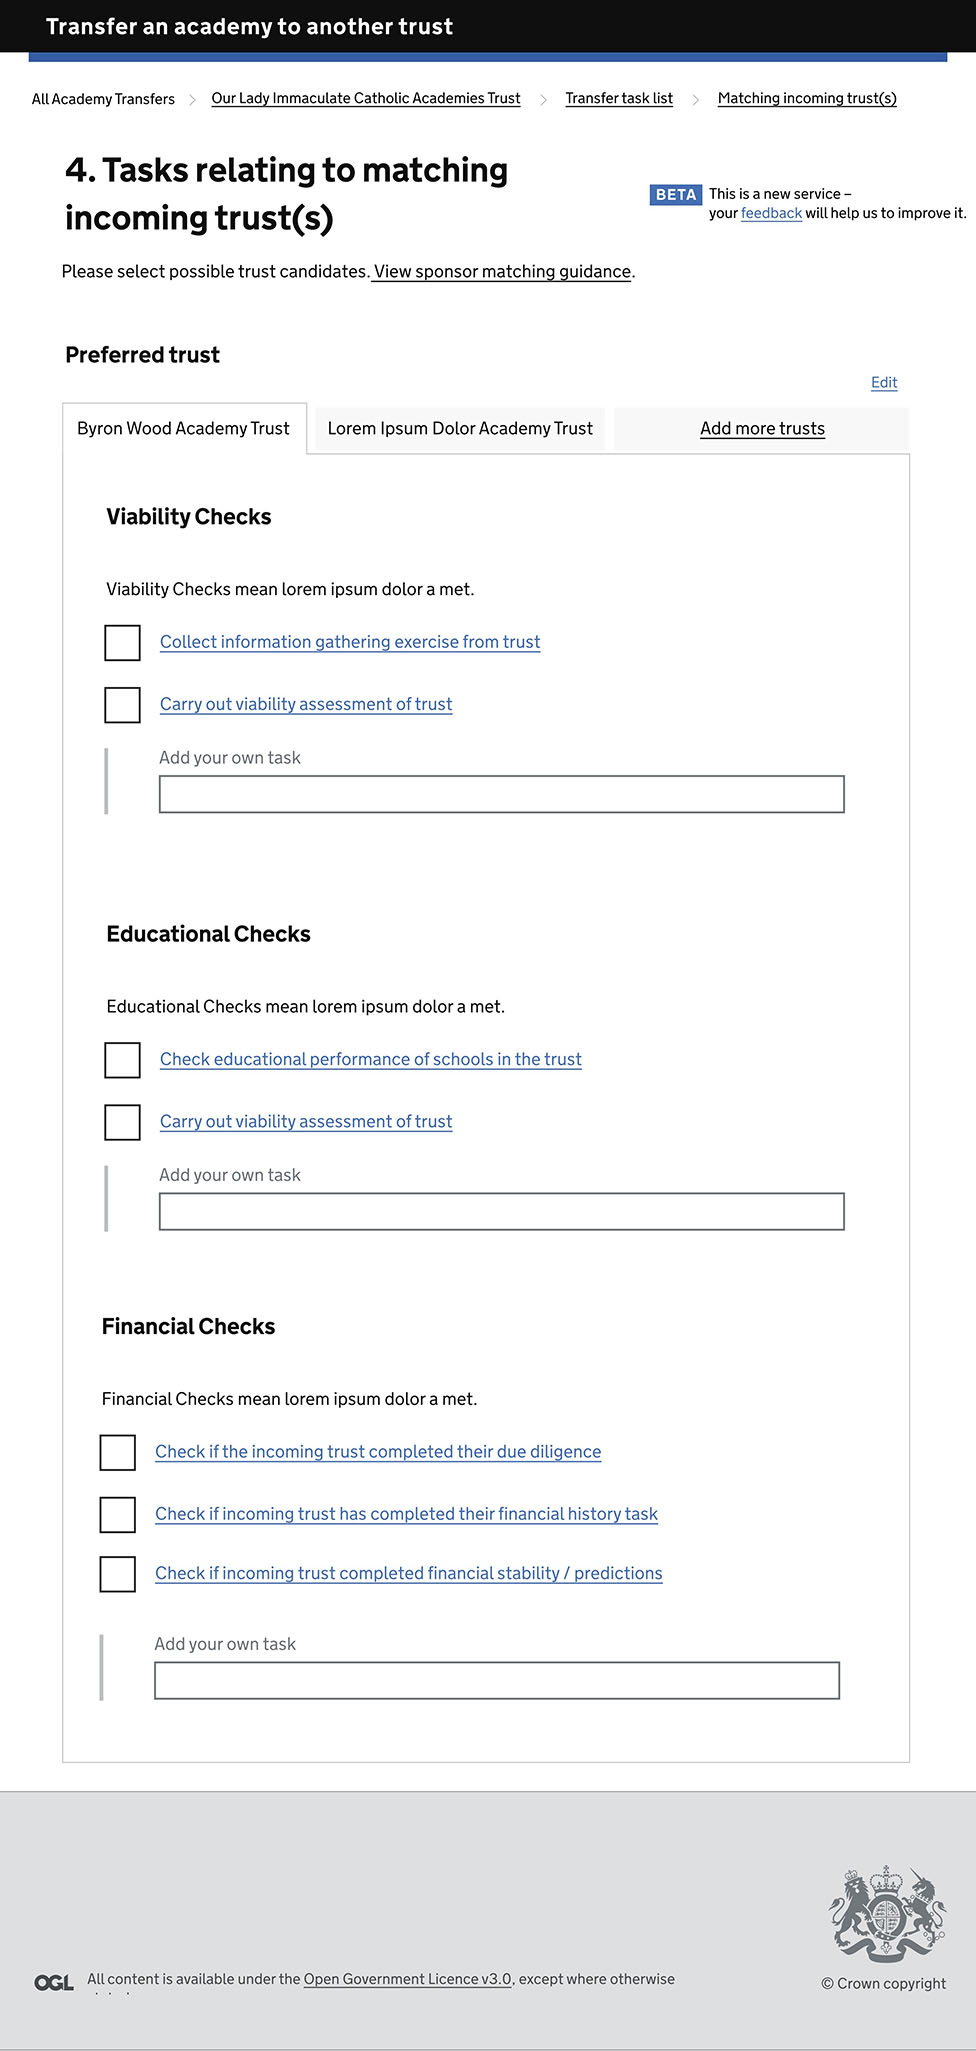 Transfer an academy to another trust
All Academy Transfers > Our Lady Immaculate Catholic Academies Trust > Transfer task list > Matching incoming trust(s)
4. Tasks relating to matching
incoming trust(s)
BETA This is a new service –
your feedback will help us to improve it.
Please select possible trust candidates. View sponsor matching guidance.
Preferred trust
Edit
Byron Wood Academy Trust Lorem Ipsum Dolor Academy Trust Add more trusts
Viability Checks
Viability Checks mean lorem ipsum dolor a met.
Collect information gathering exercise from trust
Carry out viability assessment of trust
Add your own task
Educational Checks
Educational Checks mean lorem ipsum dolor a met.
Check educational performance of schools in the trust
Carry out viability assessment of trust
Add your own task
Financial Checks
Financial Checks mean lorem ipsum dolor a met.
Check if the incoming trust completed their due diligence
Check if incoming trust has completed their financial history task
Check if incoming trust completed financial stability / predictions
Add your own task
OGL All content is available under the Open Government Licence v3.0, except where otherwise
© Crown copyright